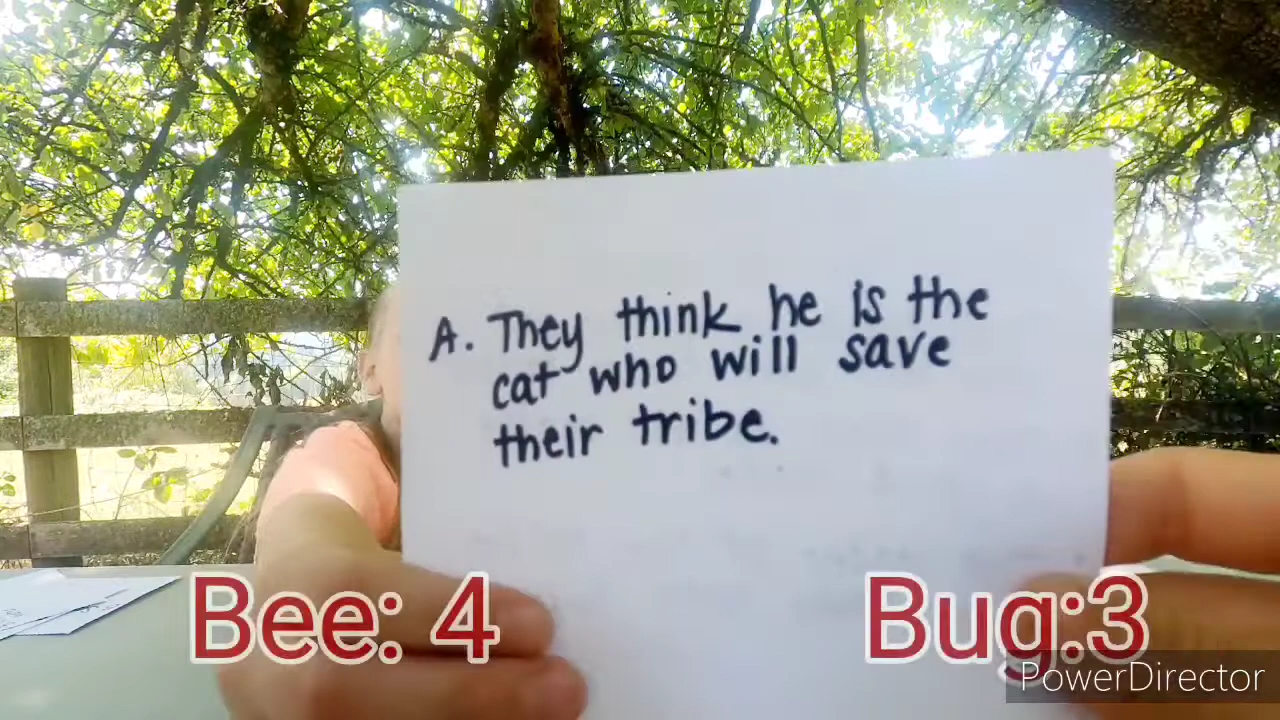 A. They think he is the
cat who will save
their tribe.
Bee: 4
Bug:3
PowerDirector